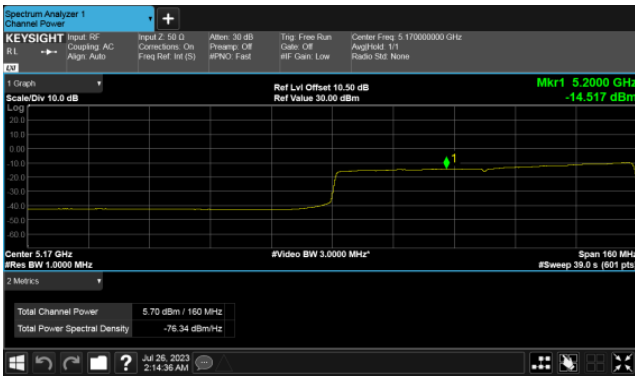 Spectrum Analyzer 1
Channel Power
KEYSIGHT
RL
Input: RF
Coupling: AC
Align: Auto
Input Z: 50 Ω
Corrections: On
Freq Ref: Int (S)
Atten: 30 dB
Preamp: Off
#PNO: Fast
Trig: Free Run
Gate: Off
#IF Gain: Low
Center Freq: 5.170000000 GHz
Avg|Hold: 1/1
Radio Std: None
LXI
1 Graph
Scale/Div 10.0 dB
Ref Lvl Offset 10.50 dB
Ref Value 30.00 dBm
Mkr1 5.2000 GHz
-14.517 dBm
Log
20.0
10.0
0.00
-10.0
-20.0
-30.0
-40.0
-50.0
-60.0
1
Center 5.17 GHz
#Res BW 1.0000 MHz
#Video BW 3.0000 MHz*
Span 160 MHz
#Sweep 39.0 s (601 pts)
2 Metrics
Total Channel Power 5.70 dBm / 160 MHz
Total Power Spectral Density -76.34 dBm/Hz
Jul 26, 2023
2:14:36 AM